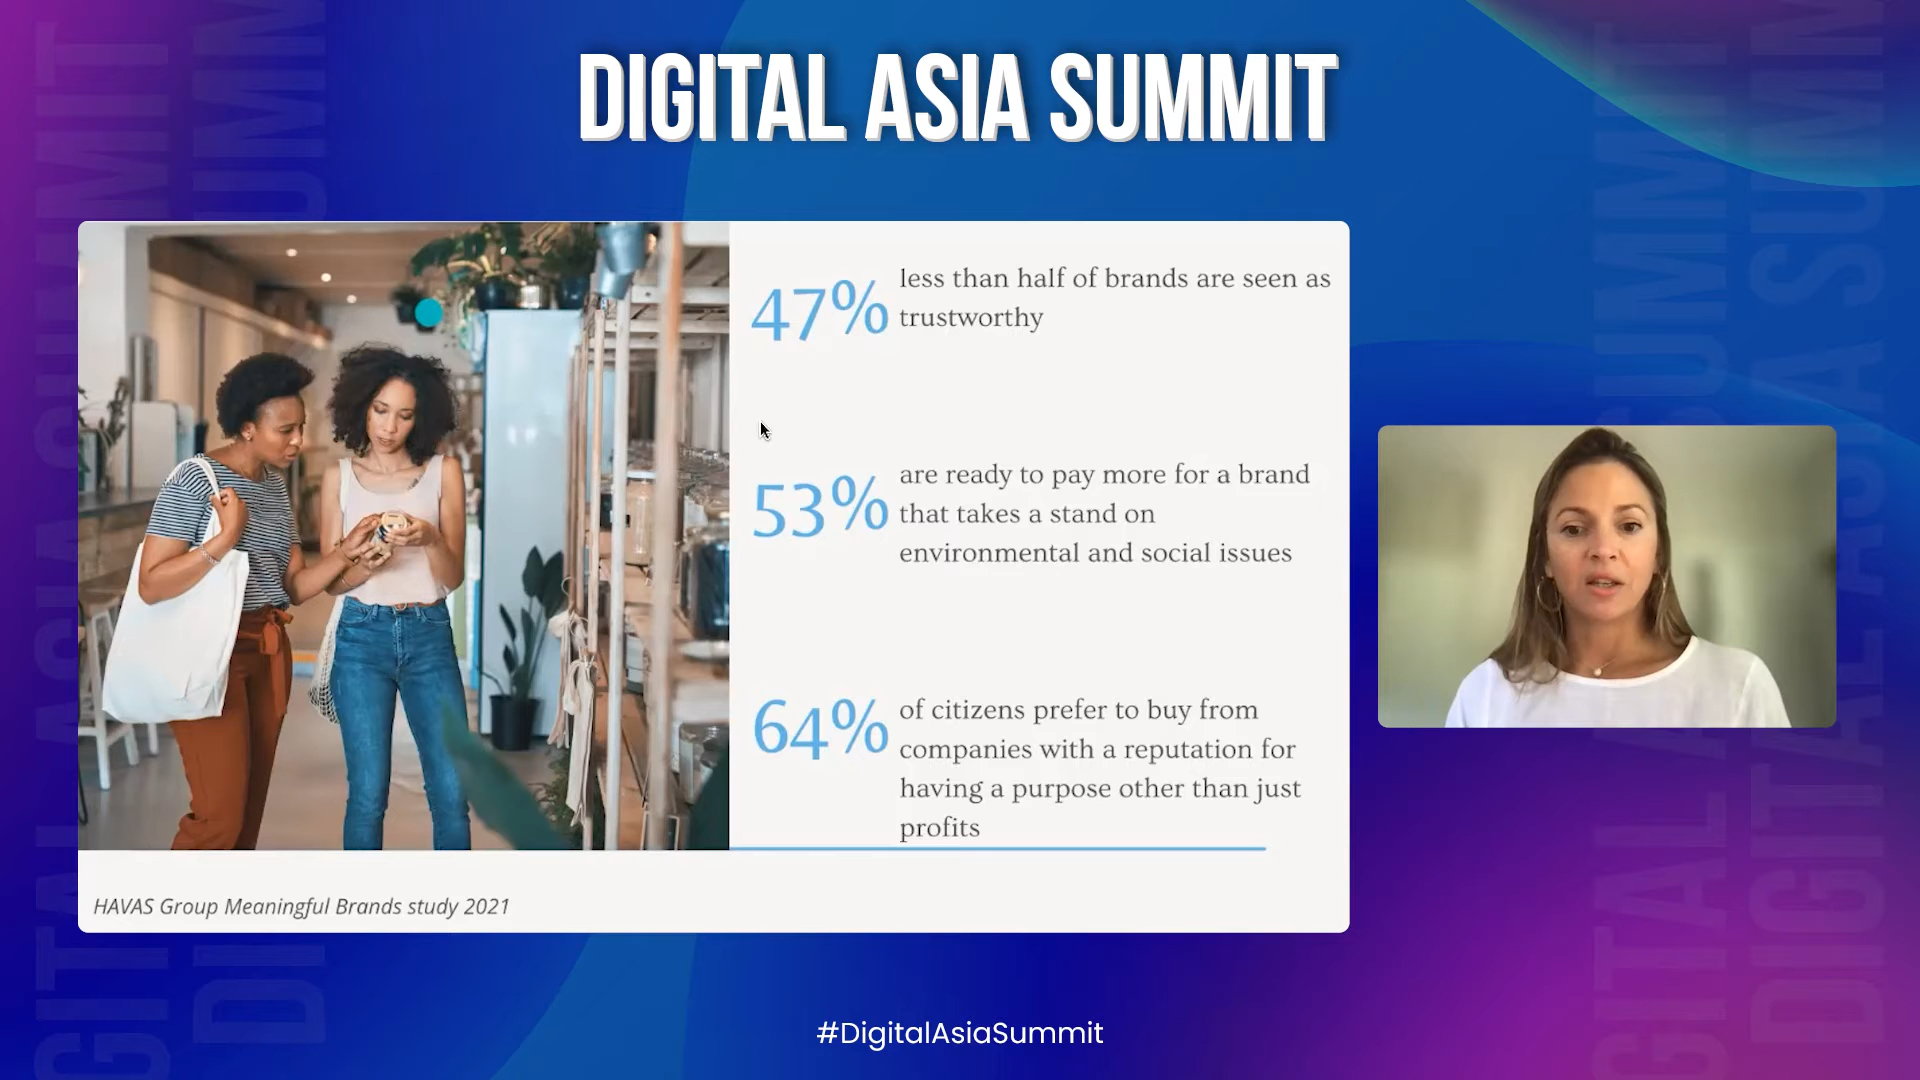 DIGITAL ASIA SUMMIT
47%
less than half of brands are seen as
trustworthy
53%
are ready to pay more for a brand
that takes a stand on
environmental and social issues
64%
of citizens prefer to buy from
companies with a reputation for
having a purpose other than just
profits
HAVAS Group Meaningful Brands study 2021
#DigitalAsiaSummit